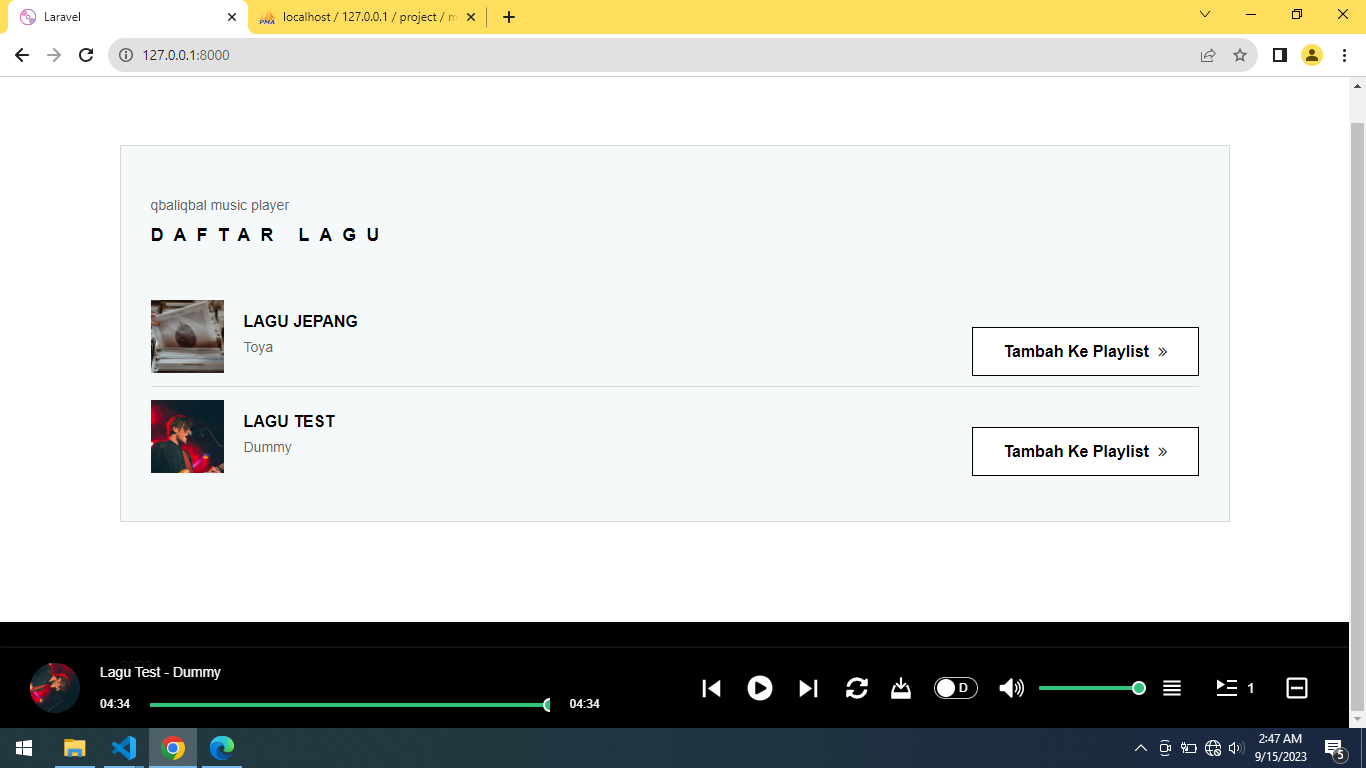 Laravel
localhost / 127.0.0.1 / project / m
127.0.0.1:8000
qbaliqbal music player
DAFTAR LAGU
LAGU JEPANG
Toya
Tambah Ke Playlist »
LAGU TEST
Dummy
Tambah Ke Playlist »
Lagu Test - Dummy
04:34
04:34
D
1
2:47 AM
9/15/2023
5